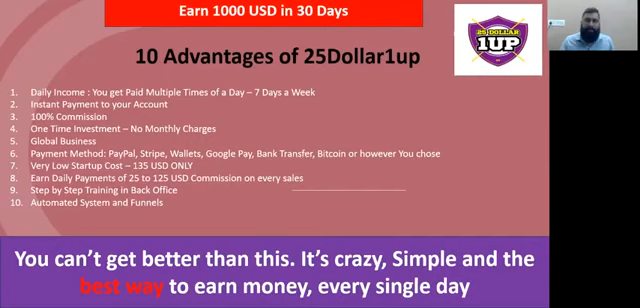 Earn 1000 USD in 30 Days
10 Advantages of 25Dollar1up
25 DOLLAR
1UP
1. Daily Income : You get Paid Multiple Times of a Day – 7 Days a Week
2. Instant Payment to your Account
3. 100% Commission
4. One Time Investment – No Monthly Charges
5. Global Business
6. Payment Method: PayPal, Stripe, Wallets, Google Pay, Bank Transfer, Bitcoin or however You chose
7. Very Low Startup Cost – 135 USD ONLY
8. Earn Daily Payments of 25 to 125 USD Commission on every sales
9. Step by Step Training in Back Office
10. Automated System and Funnels
You can’t get better than this. It’s crazy, Simple and the
best way to earn money, every single day